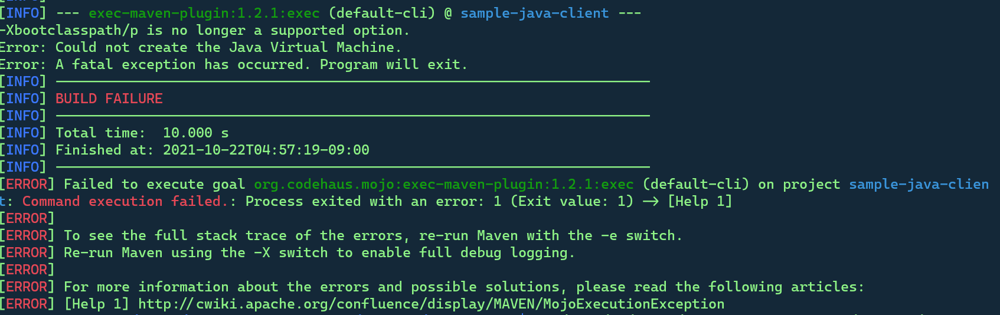 [INFO] --- exec-maven-plugin:1.2.1:exec (default-cli) @ sample-java-client ---
-Xbootclasspath/p is no longer a supported option.
Error: Could not create the Java Virtual Machine.
Error: A fatal exception has occurred. Program will exit.
[INFO] ------------------------------------------------------------------------
[INFO] BUILD FAILURE
[INFO] ------------------------------------------------------------------------
[INFO] Total time:  10.000 s
[INFO] Finished at: 2021-10-22T04:57:19-09:00
[INFO] ------------------------------------------------------------------------
[ERROR] Failed to execute goal org.codehaus.mojo:exec-maven-plugin:1.2.1:exec (default-cli) on project sample-java-clien
t: Command execution failed.: Process exited with an error: 1 (Exit value: 1) -> [Help 1]
[ERROR]
[ERROR] To see the full stack trace of the errors, re-run Maven with the -e switch.
[ERROR] Re-run Maven using the -X switch to enable full debug logging.
[ERROR]
[ERROR] For more information about the errors and possible solutions, please read the following articles:
[ERROR] [Help 1] http://cwiki.apache.org/confluence/display/MAVEN/MojoExecutionException